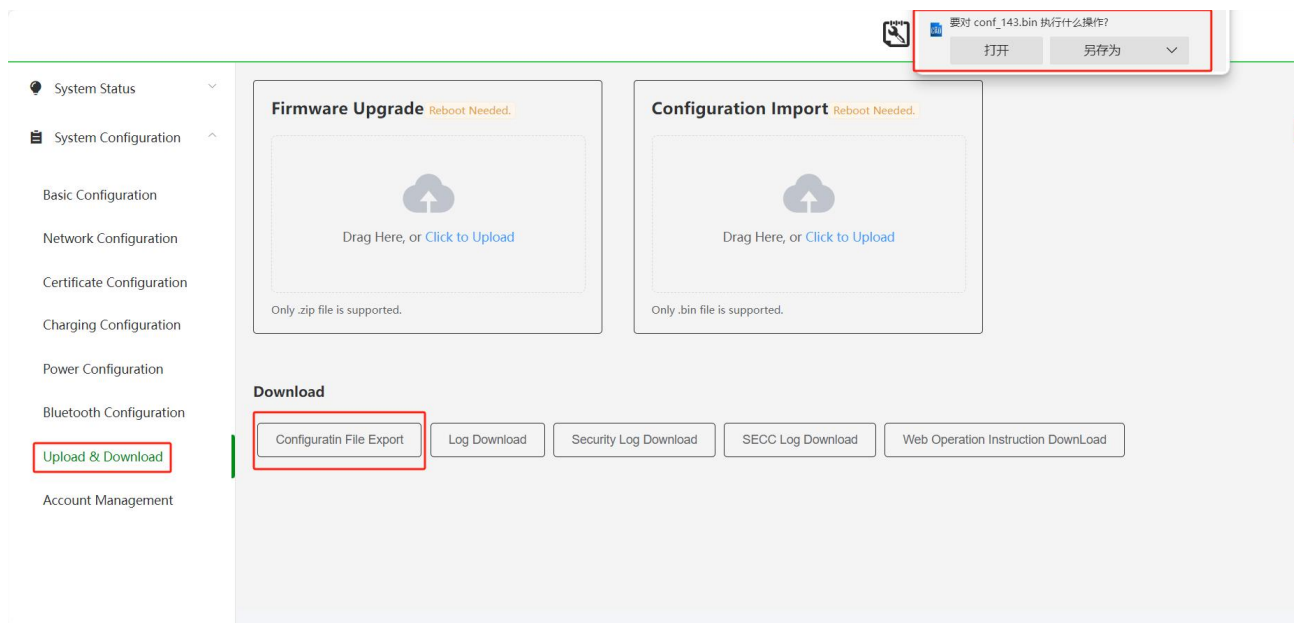 要对 conf_143.bin 执行什么操作?
打开
另存为
System Status
System Configuration
Basic Configuration
Network Configuration
Certificate Configuration
Charging Configuration
Power Configuration
Bluetooth Configuration
Upload & Download
Account Management
Firmware Upgrade Reboot Needed.
Drag Here, or Click to Upload
Only .zip file is supported.
Configuration Import Reboot Needed.
Drag Here, or Click to Upload
Only .bin file is supported.
Download
Configuratin File Export
Log Download
Security Log Download
SECC Log Download
Web Operation Instruction DownLoad